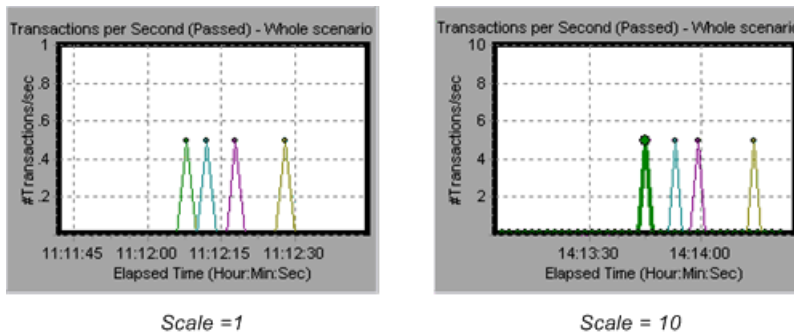 Transactions per Second (Passed) - Whole scenario
1
.8
.6
.4
.2
#Transactions/sec
11:11:45 11:12:00 11:12:15 11:12:30
Elapsed Time (Hour:Min:Sec)
Scale =1
Transactions per Second (Passed) - Whole scenario
10
8
6
4
2
#Transactions/sec
14:13:30 14:14:00
Elapsed Time (Hour:Min:Sec)
Scale = 10